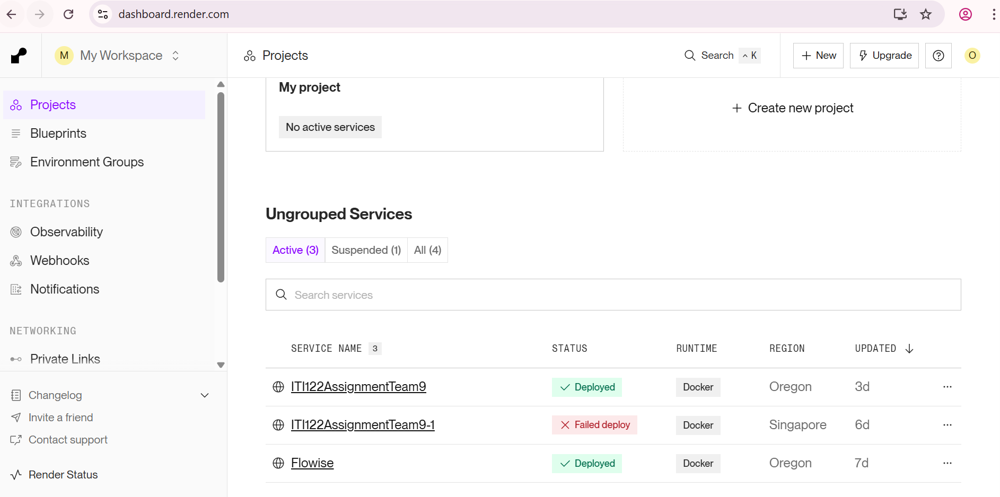 dashboard.render.com
M My Workspace
Projects
Search ^ K
+ New
Upgrade
O
Projects
Blueprints
Environment Groups
INTEGRATIONS
Observability
Webhooks
Notifications
NETWORKING
Private Links
Changelog
Invite a friend
Contact support
Render Status
My project
No active services
+ Create new project
Ungrouped Services
Active (3) Suspended (1) All (4)
Search services
SERVICE NAME 3 STATUS RUNTIME REGION UPDATED
ITI122AssignmentTeam9 Deployed Docker Oregon 3d
ITI122AssignmentTeam9-1 Failed deploy Docker Singapore 6d
Flowise Deployed Docker Oregon 7d